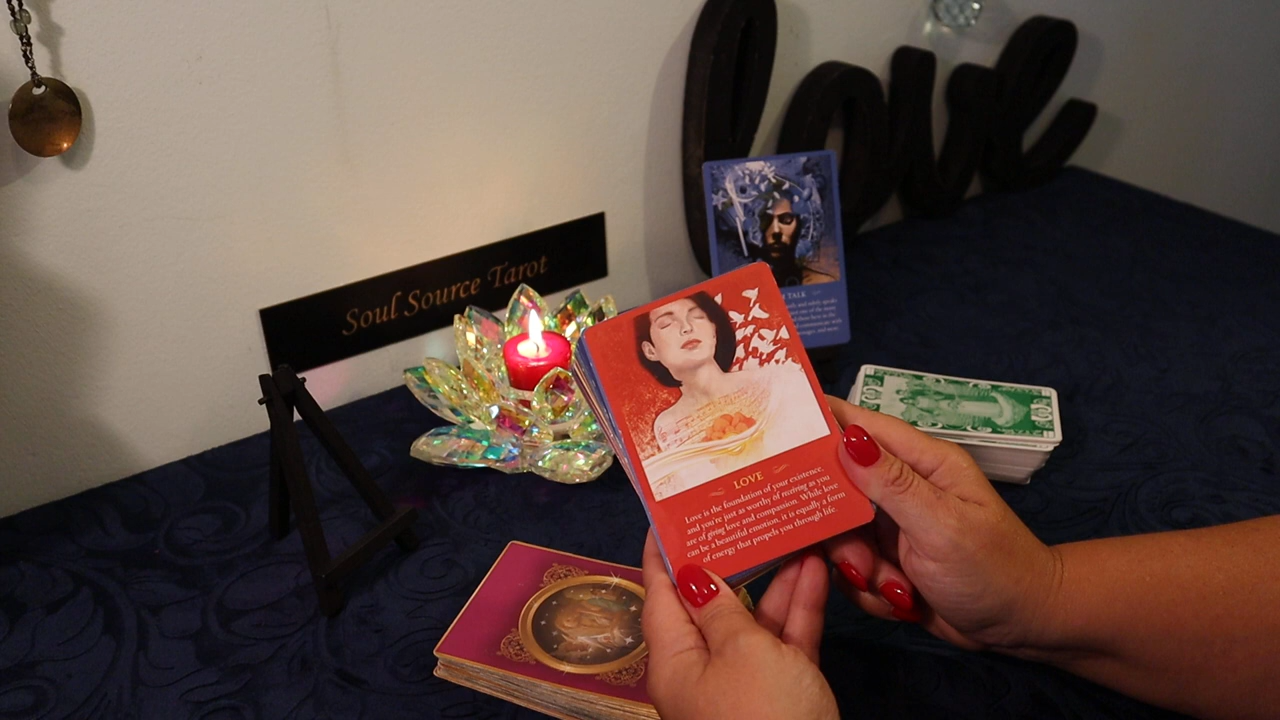 love
Soul Source Tarot
TALK
LOVE
Love is the foundation of your existence,
and you're just as worthy of receiving as you
are of giving love and compassion. While love
can be a beautiful emotion, it is equally a form
of energy that propels you through life.